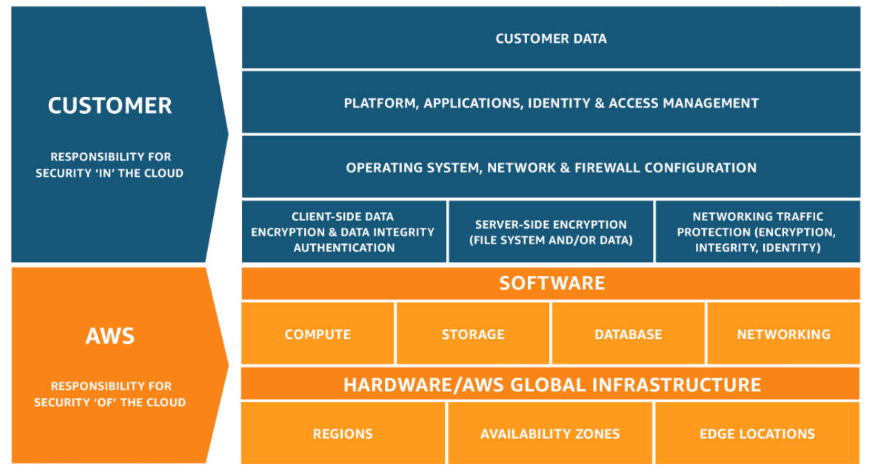 CUSTOMER
RESPONSIBILITY FOR
SECURITY ‘IN’ THE CLOUD
CUSTOMER DATA
PLATFORM, APPLICATIONS, IDENTITY & ACCESS MANAGEMENT
OPERATING SYSTEM, NETWORK & FIREWALL CONFIGURATION
CLIENT-SIDE DATA
ENCRYPTION & DATA INTEGRITY
AUTHENTICATION
SERVER-SIDE ENCRYPTION
(FILE SYSTEM AND/OR DATA)
NETWORKING TRAFFIC
PROTECTION (ENCRYPTION,
INTEGRITY, IDENTITY)
AWS
RESPONSIBILITY FOR
SECURITY ‘OF’ THE CLOUD
SOFTWARE
COMPUTE
STORAGE
DATABASE
NETWORKING
HARDWARE/AWS GLOBAL INFRASTRUCTURE
REGIONS
AVAILABILITY ZONES
EDGE LOCATIONS